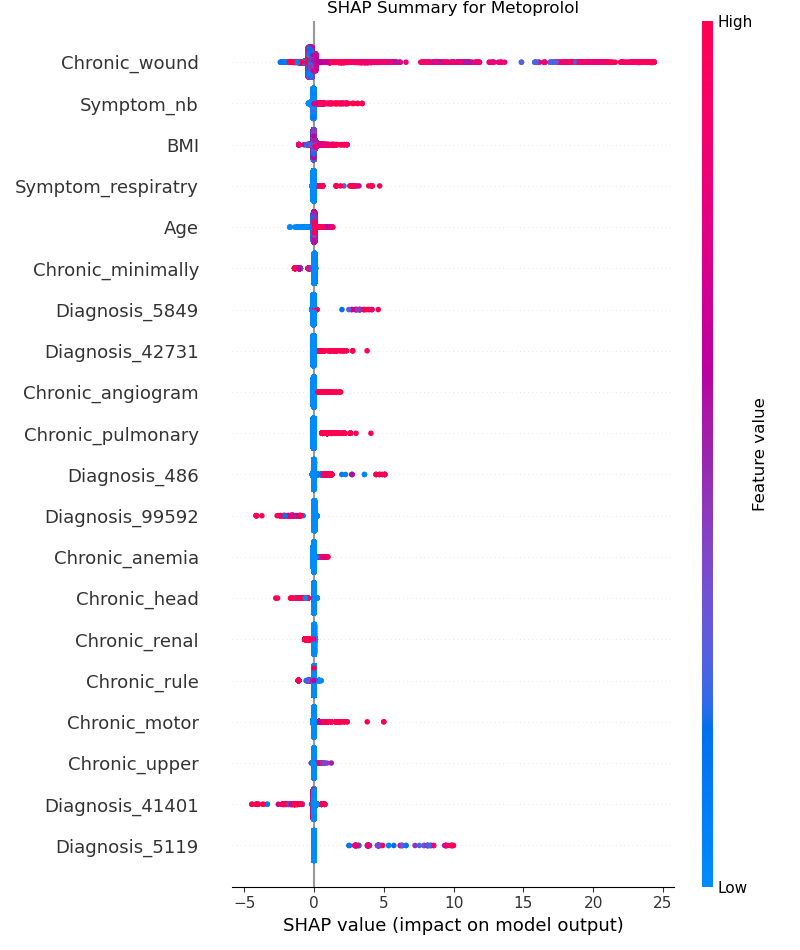 SHAP Summary for Metoprolol
High
Chronic_wound
Symptom_nb
BMI
Symptom_respiratry
Age
Chronic_minimally
Diagnosis_5849
Diagnosis_42731
Chronic_angiogram
Chronic_pulmonary
Diagnosis_486
Diagnosis_99592
Chronic_anemia
Chronic_head
Chronic_renal
Chronic_rule
Chronic_motor
Chronic_upper
Diagnosis_41401
Diagnosis_5119
Feature value
Low
−5 0 5 10 15 20 25
SHAP value (impact on model output)